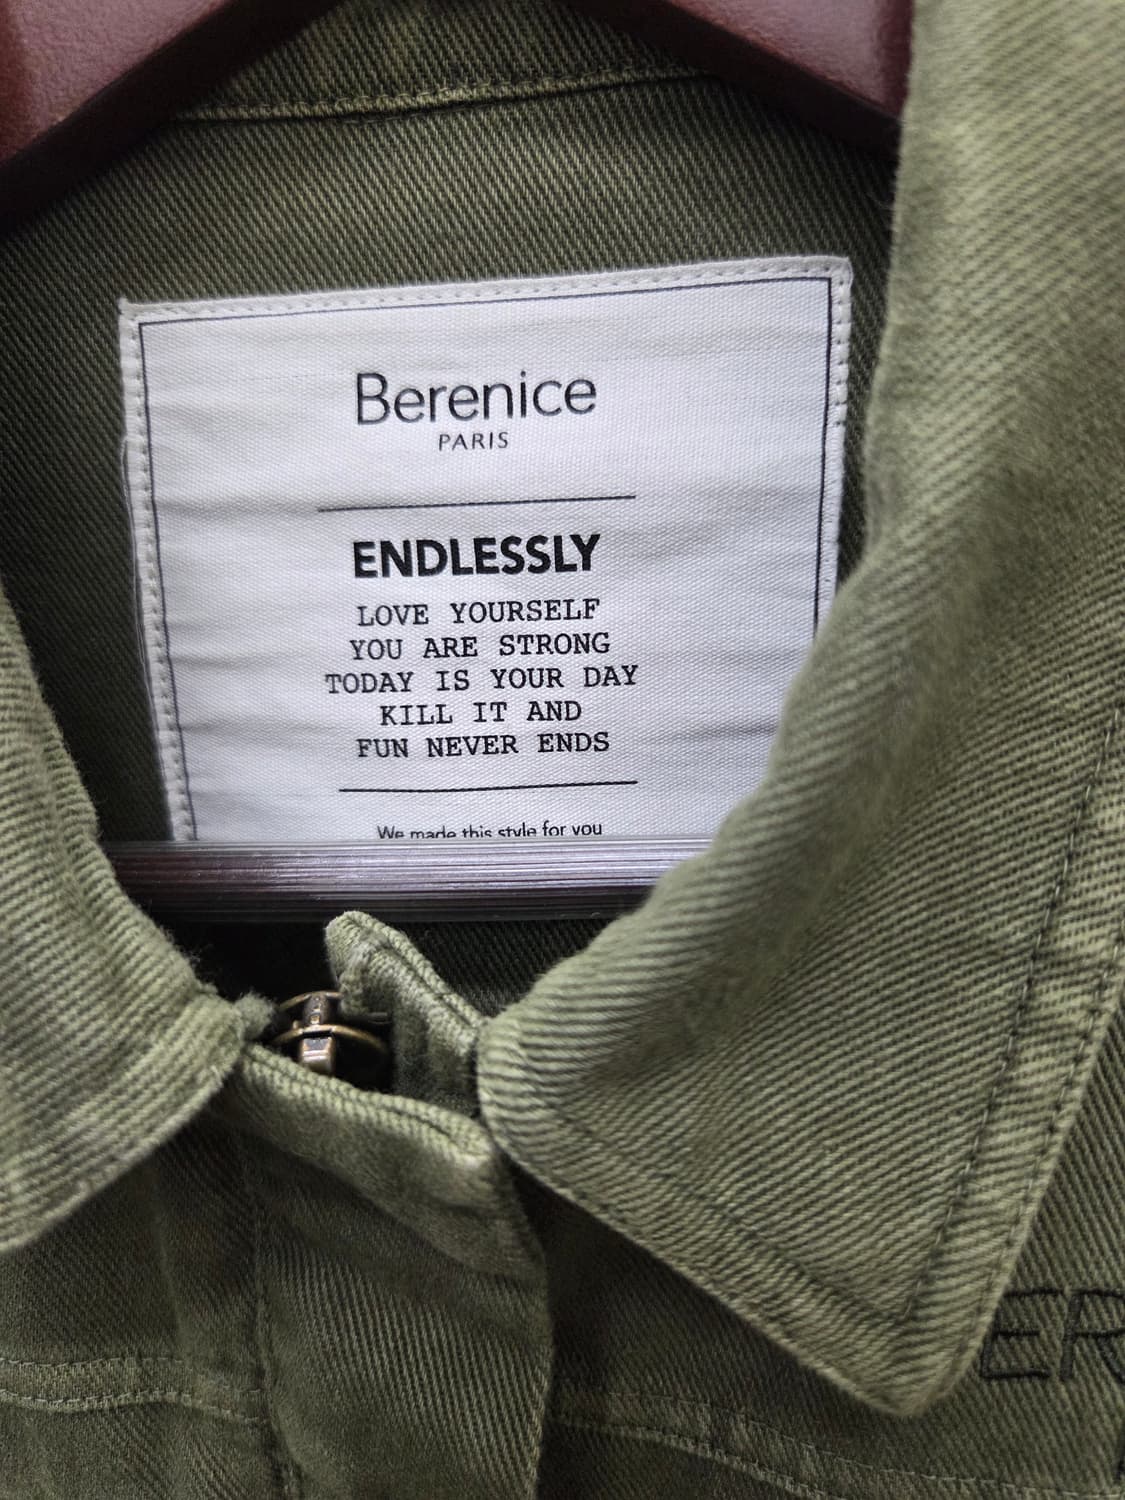 Berenice
PARIS
ENDLESSLY
LOVE YOURSELF
YOU ARE STRONG
TODAY IS YOUR DAY
KILL IT AND
FUN NEVER ENDS
We made this style for you
ER